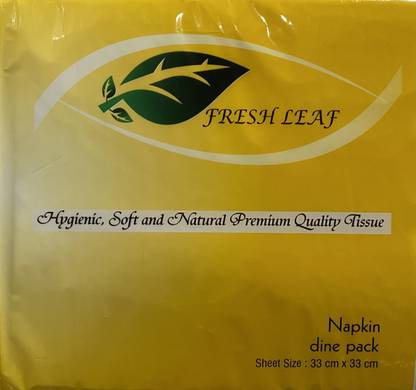 FRESH LEAF
Hygienic, Soft and Natural Premium Quality Tissue
Napkin
dine pack
Sheet Size : 33 cm x 33 cm